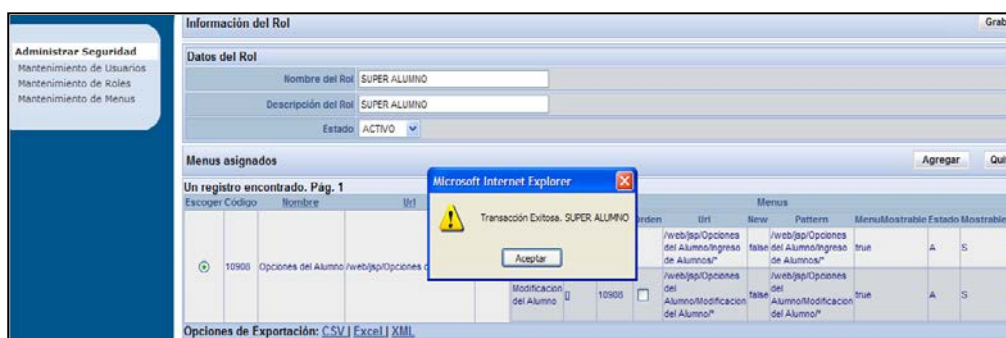 Información del Rol
Grab
Administrar Seguridad
Mantenimiento de Usuarios
Mantenimiento de Roles
Mantenimiento de Menus
Datos del Rol
Nombre del Rol SUPER ALUMNO
Descripción del Rol SUPER ALUMNO
Estado ACTIVO
Menus asignados
Agregar
Quit
Un registro encontrado. Pág. 1
Microsoft Internet Explorer
Transacción Exitosa. SUPER ALUMNO
Aceptar
Escoger Código Nombre Url
Menus
Orden Url New Pattern MenuMostrable Estado Mostrable
10908 Opciones del Alumno /web/jsp/Opciones d
/web/jsp/Opciones del Alumno/Ingreso de Alumnos/* false /web/jsp/Opciones del Alumno/Ingreso de Alumnos/* true A S
Modificacion del Alumno [] 10908 /web/jsp/Opciones del Alumno/Modificacion del Alumno/* false /web/jsp/Opciones del Alumno/Modificacion del Alumno/* true A S
Opciones de Exportación: CSV | Excel | XML